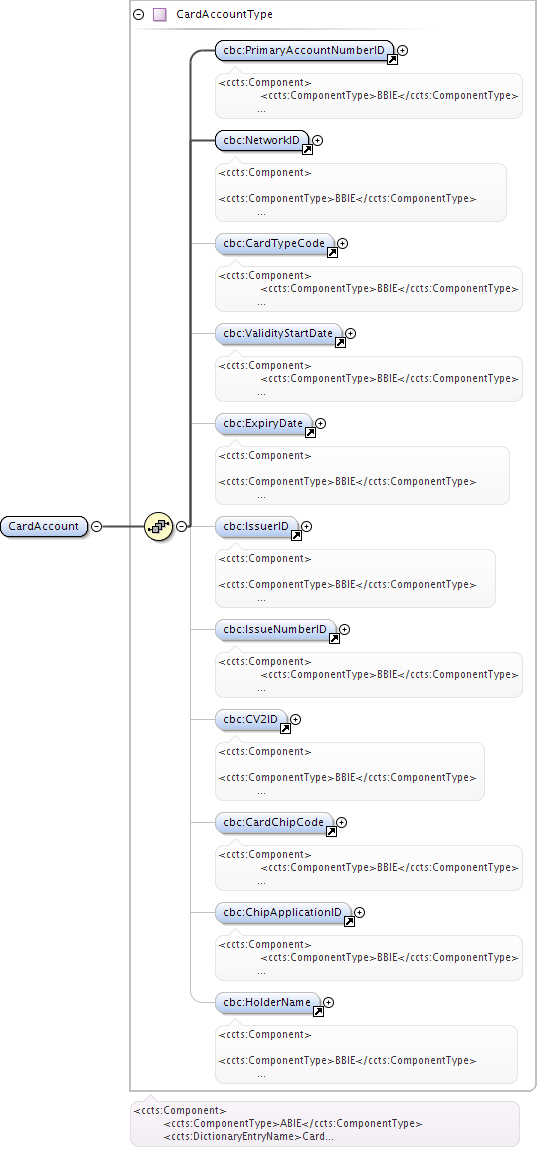 CardAccountType
cbc:PrimaryAccountNumberID
<ccts:Component>
<ccts:ComponentType>BBIE</ccts:ComponentType>
...
cbc:NetworkID
<ccts:Component>
<ccts:ComponentType>BBIE</ccts:ComponentType>
...
cbc:CardTypeCode
<ccts:Component>
<ccts:ComponentType>BBIE</ccts:ComponentType>
...
cbc:ValidityStartDate
<ccts:Component>
<ccts:ComponentType>BBIE</ccts:ComponentType>
...
cbc:ExpiryDate
<ccts:Component>
<ccts:ComponentType>BBIE</ccts:ComponentType>
...
CardAccount
cbc:IssuerID
<ccts:Component>
<ccts:ComponentType>BBIE</ccts:ComponentType>
...
cbc:IssueNumberID
<ccts:Component>
<ccts:ComponentType>BBIE</ccts:ComponentType>
...
cbc:CV2ID
<ccts:Component>
<ccts:ComponentType>BBIE</ccts:ComponentType>
...
cbc:CardChipCode
<ccts:Component>
<ccts:ComponentType>BBIE</ccts:ComponentType>
...
cbc:ChipApplicationID
<ccts:Component>
<ccts:ComponentType>BBIE</ccts:ComponentType>
...
cbc:HolderName
<ccts:Component>
<ccts:ComponentType>BBIE</ccts:ComponentType>
...
<ccts:Component>
<ccts:ComponentType>ABIE</ccts:ComponentType>
<ccts:DictionaryEntryName>Card...